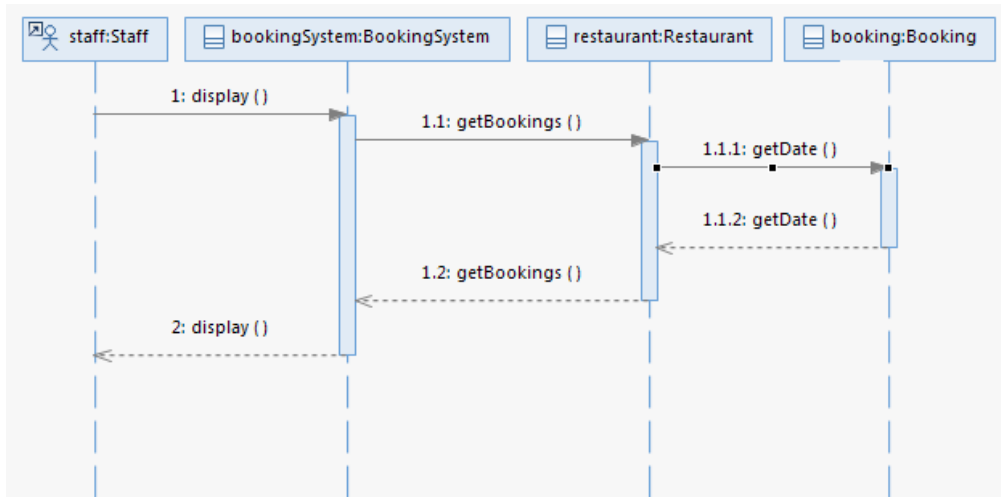 staff:Staff
bookingSystem:BookingSystem
restaurant:Restaurant
booking:Booking
1: display ( )
1.1: getBookings ( )
1.1.1: getDate ( )
1.1.2: getDate ( )
1.2: getBookings ( )
2: display ( )